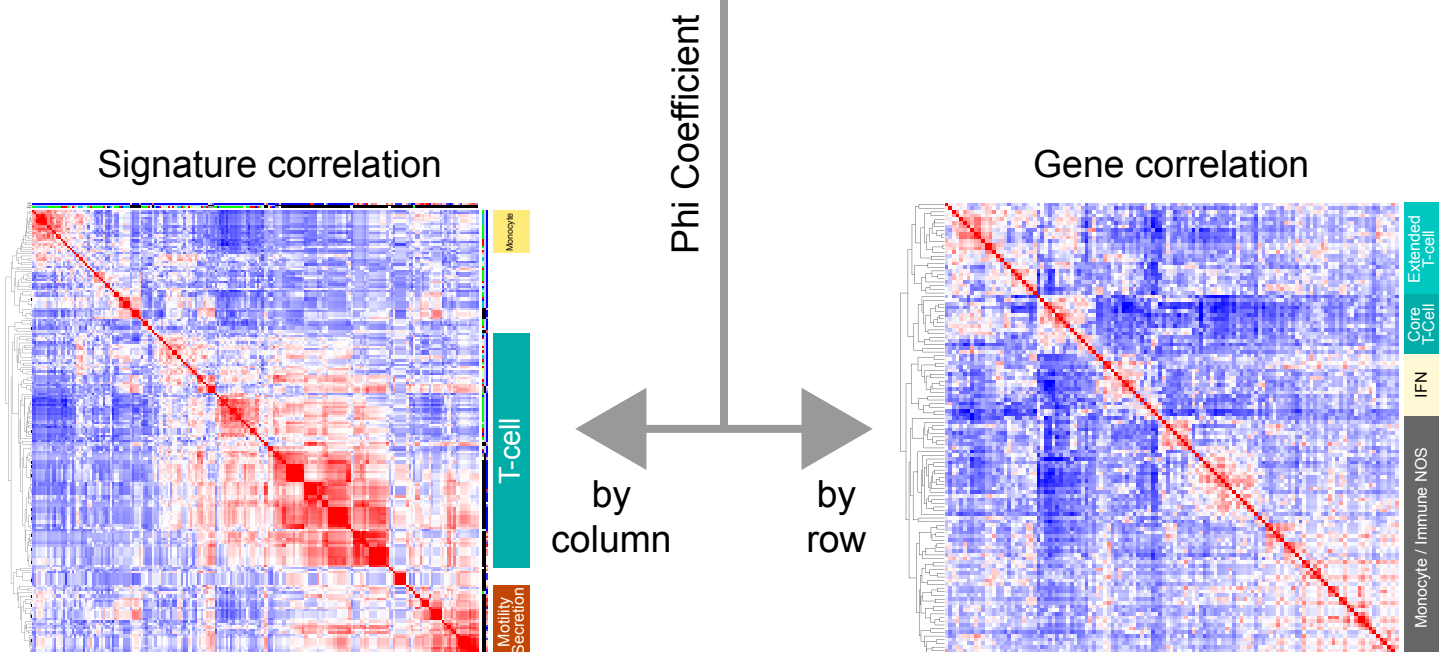 Phi Coefficient
Signature correlation
Gene correlation
Monocyte
T-cell
Motility
Secretion
by
column
by
row
Extended
T-cell
Core
T-Cell
IFN
Monocyte / Immune NOS